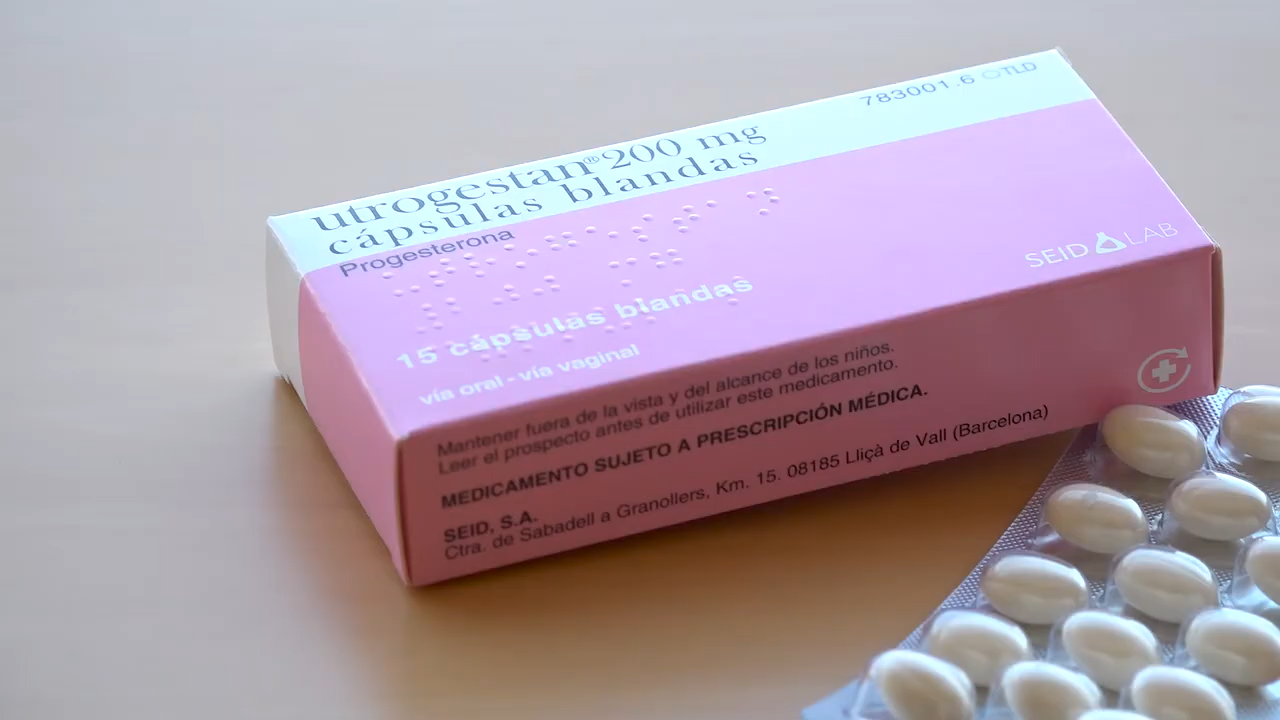 783001.6 TLD
utrogestan® 200 mg
cápsulas blandas
Progesterona
15 cápsulas blandas
vía oral - vía vaginal
SEID LAB
Mantener fuera de la vista y del alcance de los niños.
Leer el prospecto antes de utilizar este medicamento.
MEDICAMENTO SUJETO A PRESCRIPCIÓN MÉDICA.
SEID, S.A.
Ctra. de Sabadell a Granollers, Km. 15. 08185 Lliçà de Vall (Barcelona)